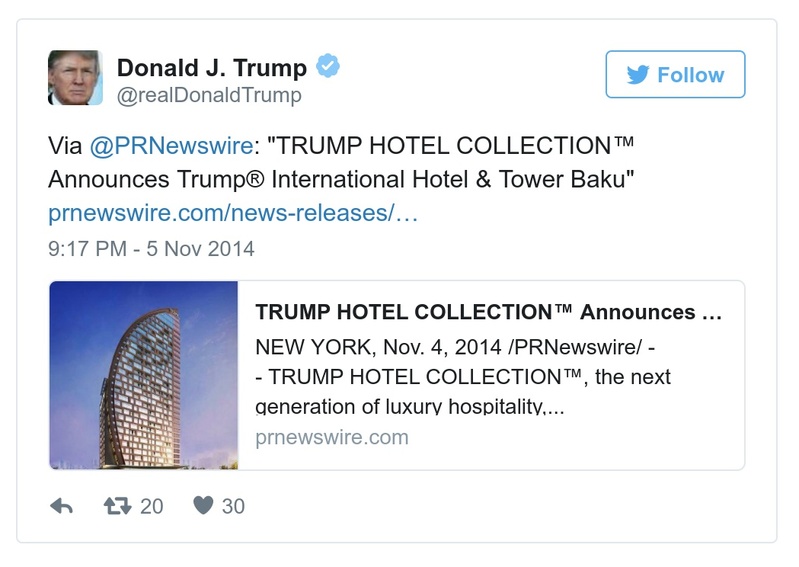 Donald J. Trump
@realDonaldTrump
Follow
Via @PRNewswire: "TRUMP HOTEL COLLECTION™
Announces Trump® International Hotel & Tower Baku"
prnewswire.com/news-releases/…
9:17 PM - 5 Nov 2014
TRUMP HOTEL COLLECTION™ Announces ...
NEW YORK, Nov. 4, 2014 /PRNewswire/ -
- TRUMP HOTEL COLLECTION™, the next
generation of luxury hospitality,...
prnewswire.com
20
30